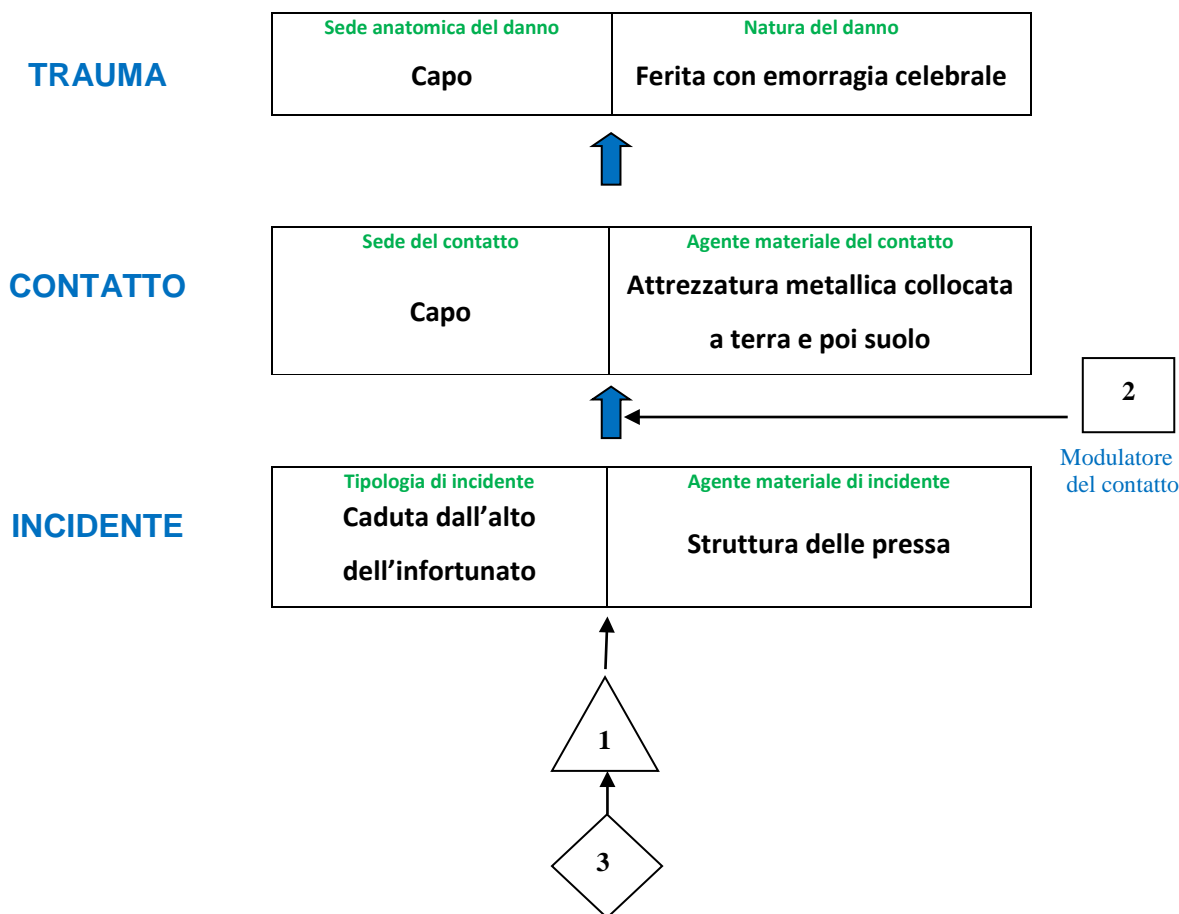 Sede anatomica del danno
Natura del danno
TRAUMA
Capo
Ferita con emorragia celebrale
Sede del contatto
Agente materiale del contatto
CONTATTO
Capo
Attrezzatura metallica collocata
a terra e poi suolo
2
Modulatore
del contatto
Tipologia di incidente
Agente materiale di incidente
INCIDENTE
Caduta dall’alto
dell’infortunato
Struttura delle pressa
1
3